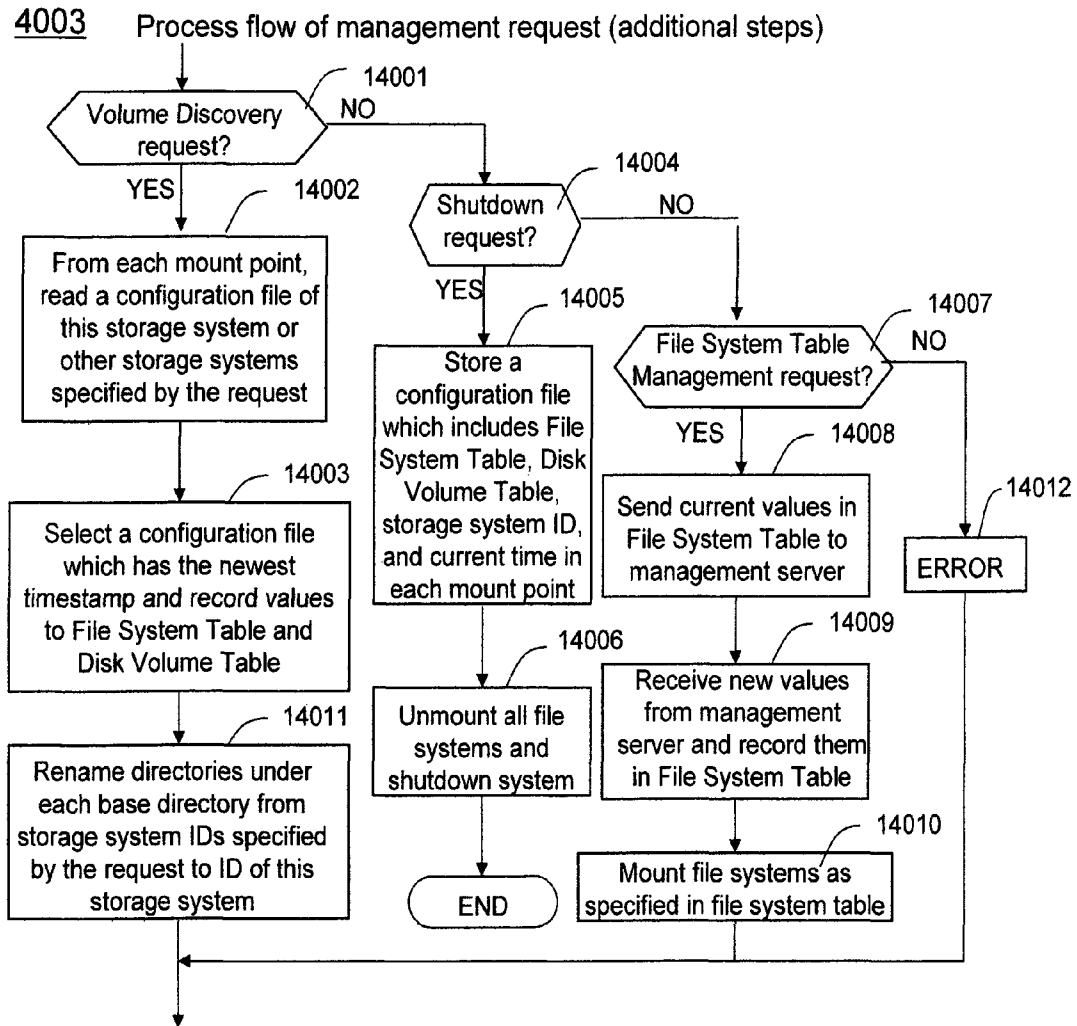 4003 Process flow of management request (additional steps)
14001
Volume Discovery
request?
NO
YES
14002
From each mount point,
read a configuration file of
this storage system or
other storage systems
specified by the request
14003
Select a configuration file
which has the newest
timestamp and record values
to File System Table and
Disk Volume Table
14011
Rename directories under
each base directory from
storage system IDs specified
by the request to ID of this
storage system
14004
Shutdown
request?
NO
YES
14005
Store a
configuration file
which includes File
System Table, Disk
Volume Table,
storage system ID,
and current time in
each mount point
14006
Unmount all file
systems and
shutdown system
END
14007
File System Table
Management request?
NO
YES
14008
Send current values in
File System Table to
management server
14009
Receive new values
from management
server and record them
in File System Table
14010
Mount file systems as
specified in file system table
14012
ERROR